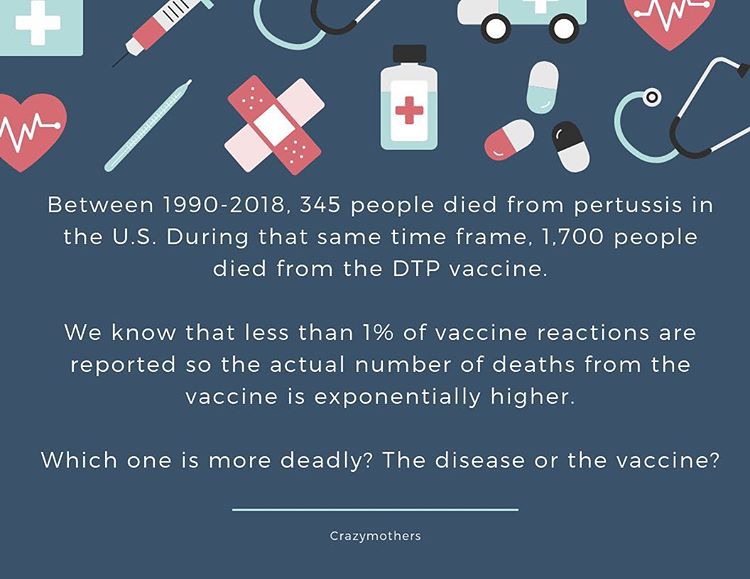 Between 1990-2018, 345 people died from pertussis in
the U.S. During that same time frame, 1,700 people
died from the DTP vaccine.
We know that less than 1% of vaccine reactions are
reported so the actual number of deaths from the
vaccine is exponentially higher.
Which one is more deadly? The disease or the vaccine?
Crazymothers